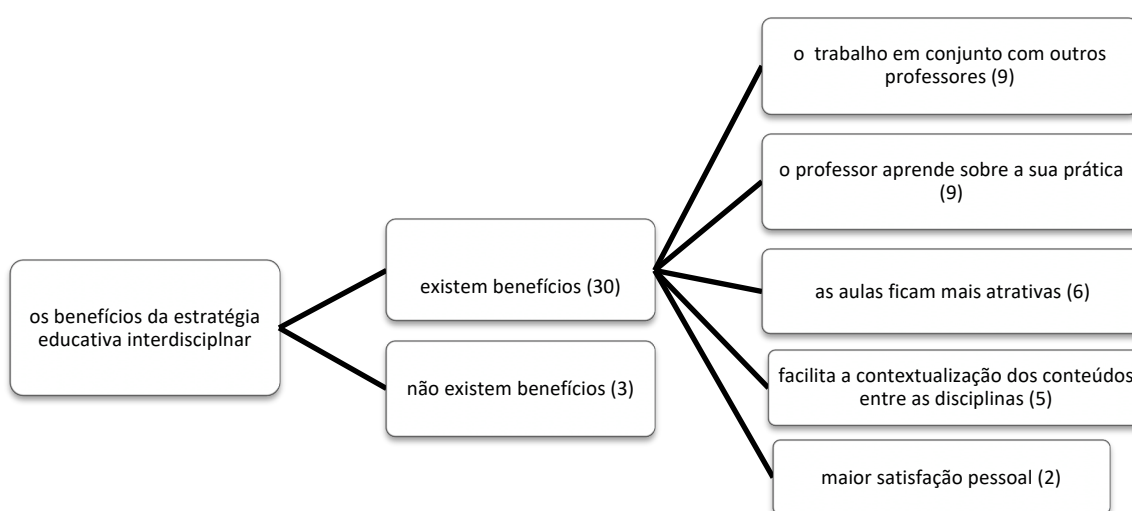 os benefícios da estratégia
educativa interdisciplnar
existem benefícios (30)
não existem benefícios (3)
o trabalho em conjunto com outros
professores (9)
o professor aprende sobre a sua prática
(9)
as aulas ficam mais atrativas (6)
facilita a contextualização dos conteúdos
entre as disciplinas (5)
maior satisfação pessoal (2)